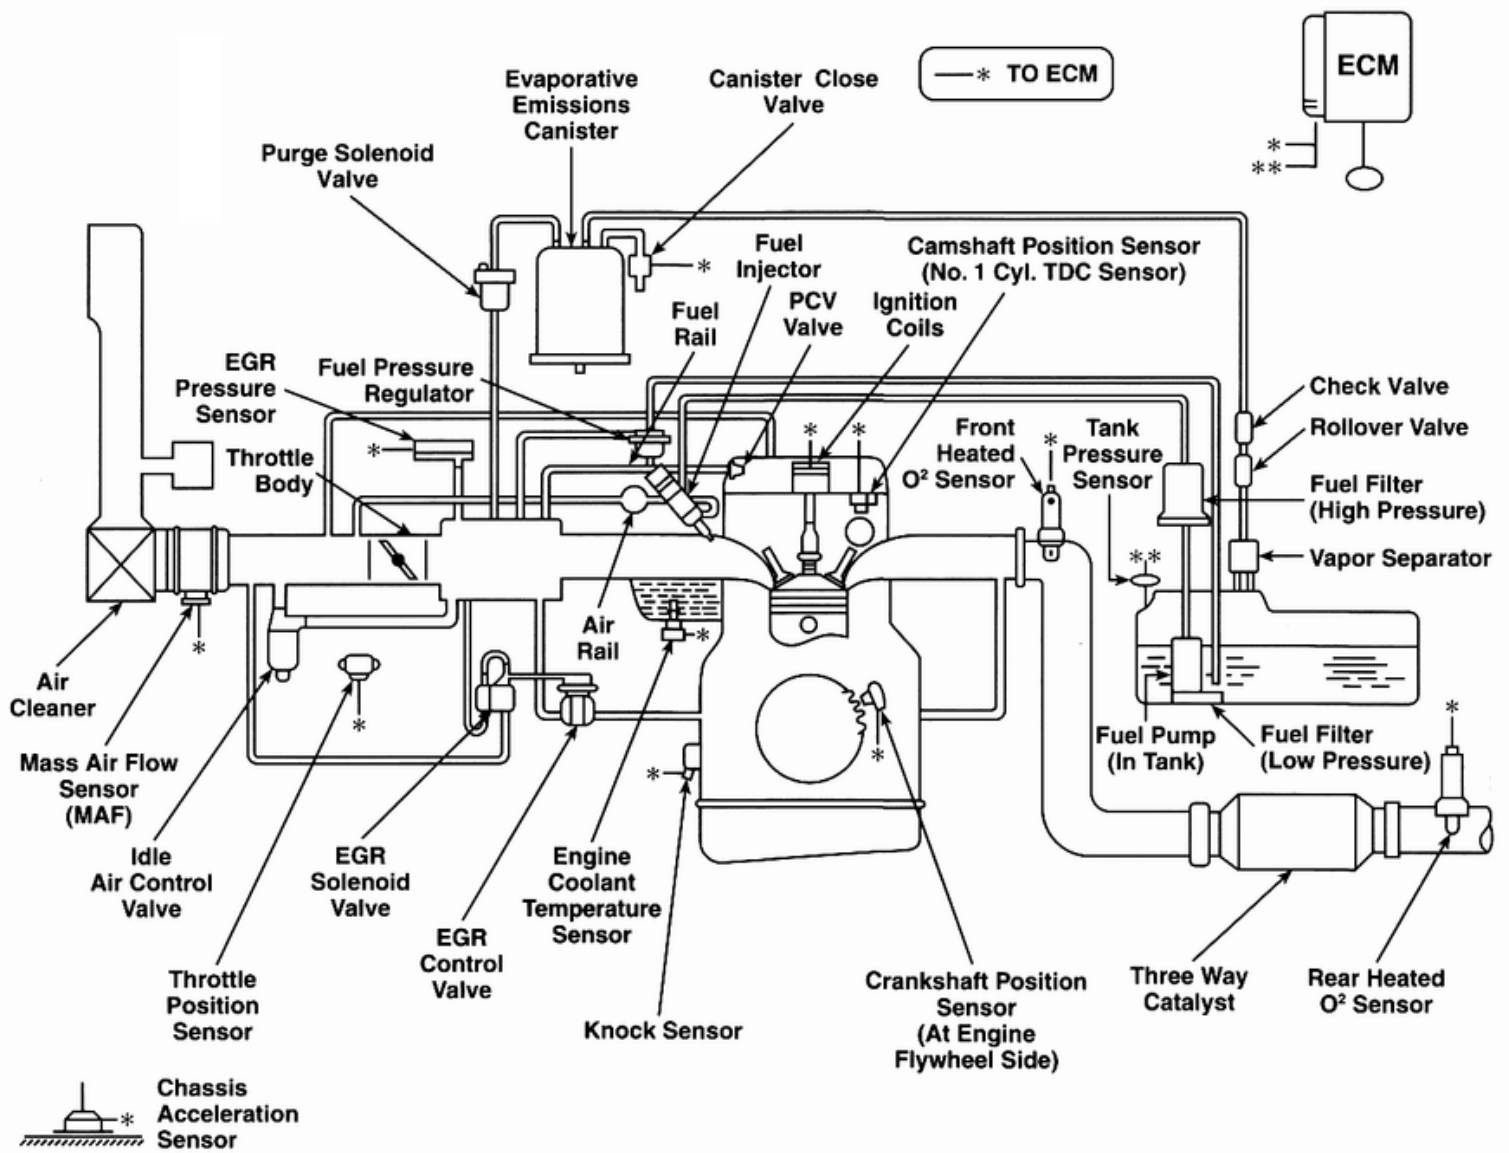 Evaporative
Emissions
Canister
Canister Close
Valve
—* TO ECM
ECM
*
**
Purge Solenoid
Valve
*
Fuel
Injector
Camshaft Position Sensor
(No. 1 Cyl. TDC Sensor)
PCV
Valve
Ignition
Coils
Fuel
Rail
EGR
Pressure
Sensor
Fuel Pressure
Regulator
Check Valve
Rollover Valve
*
Throttle
Body
*
*
Front
Heated
O² Sensor
*
Tank
Pressure
Sensor
Fuel Filter
(High Pressure)
Vapor Separator
**
Air
Rail
*
*
Air
Cleaner
*
*
*
Fuel Pump
(In Tank)
Fuel Filter
(Low Pressure)
*
Mass Air Flow
Sensor
(MAF)
Idle
Air Control
Valve
EGR
Solenoid
Valve
EGR
Control
Valve
Engine
Coolant
Temperature
Sensor
Throttle
Position
Sensor
Knock Sensor
Crankshaft Position
Sensor
(At Engine
Flywheel Side)
Three Way
Catalyst
Rear Heated
O² Sensor
*
Chassis
Acceleration
Sensor